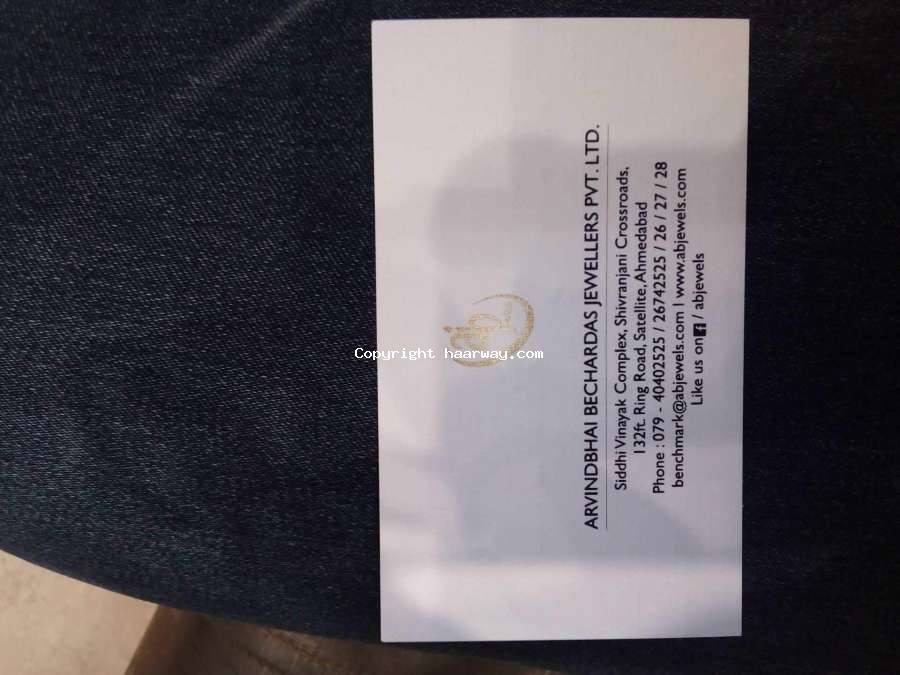 ab
ARVINDBHAI BECHARDAS JEWELLERS PVT. LTD.
Siddhi Vinayak Complex, Shivranjani Crossroads,
132ft. Ring Road, Satellite, Ahmedabad
Phone : 079 - 40402525 / 26742525 / 26 / 27 / 28
benchmark@abjewels.com | www.abjewels.com
Like us on f / abjewels
Copyright haarway.com